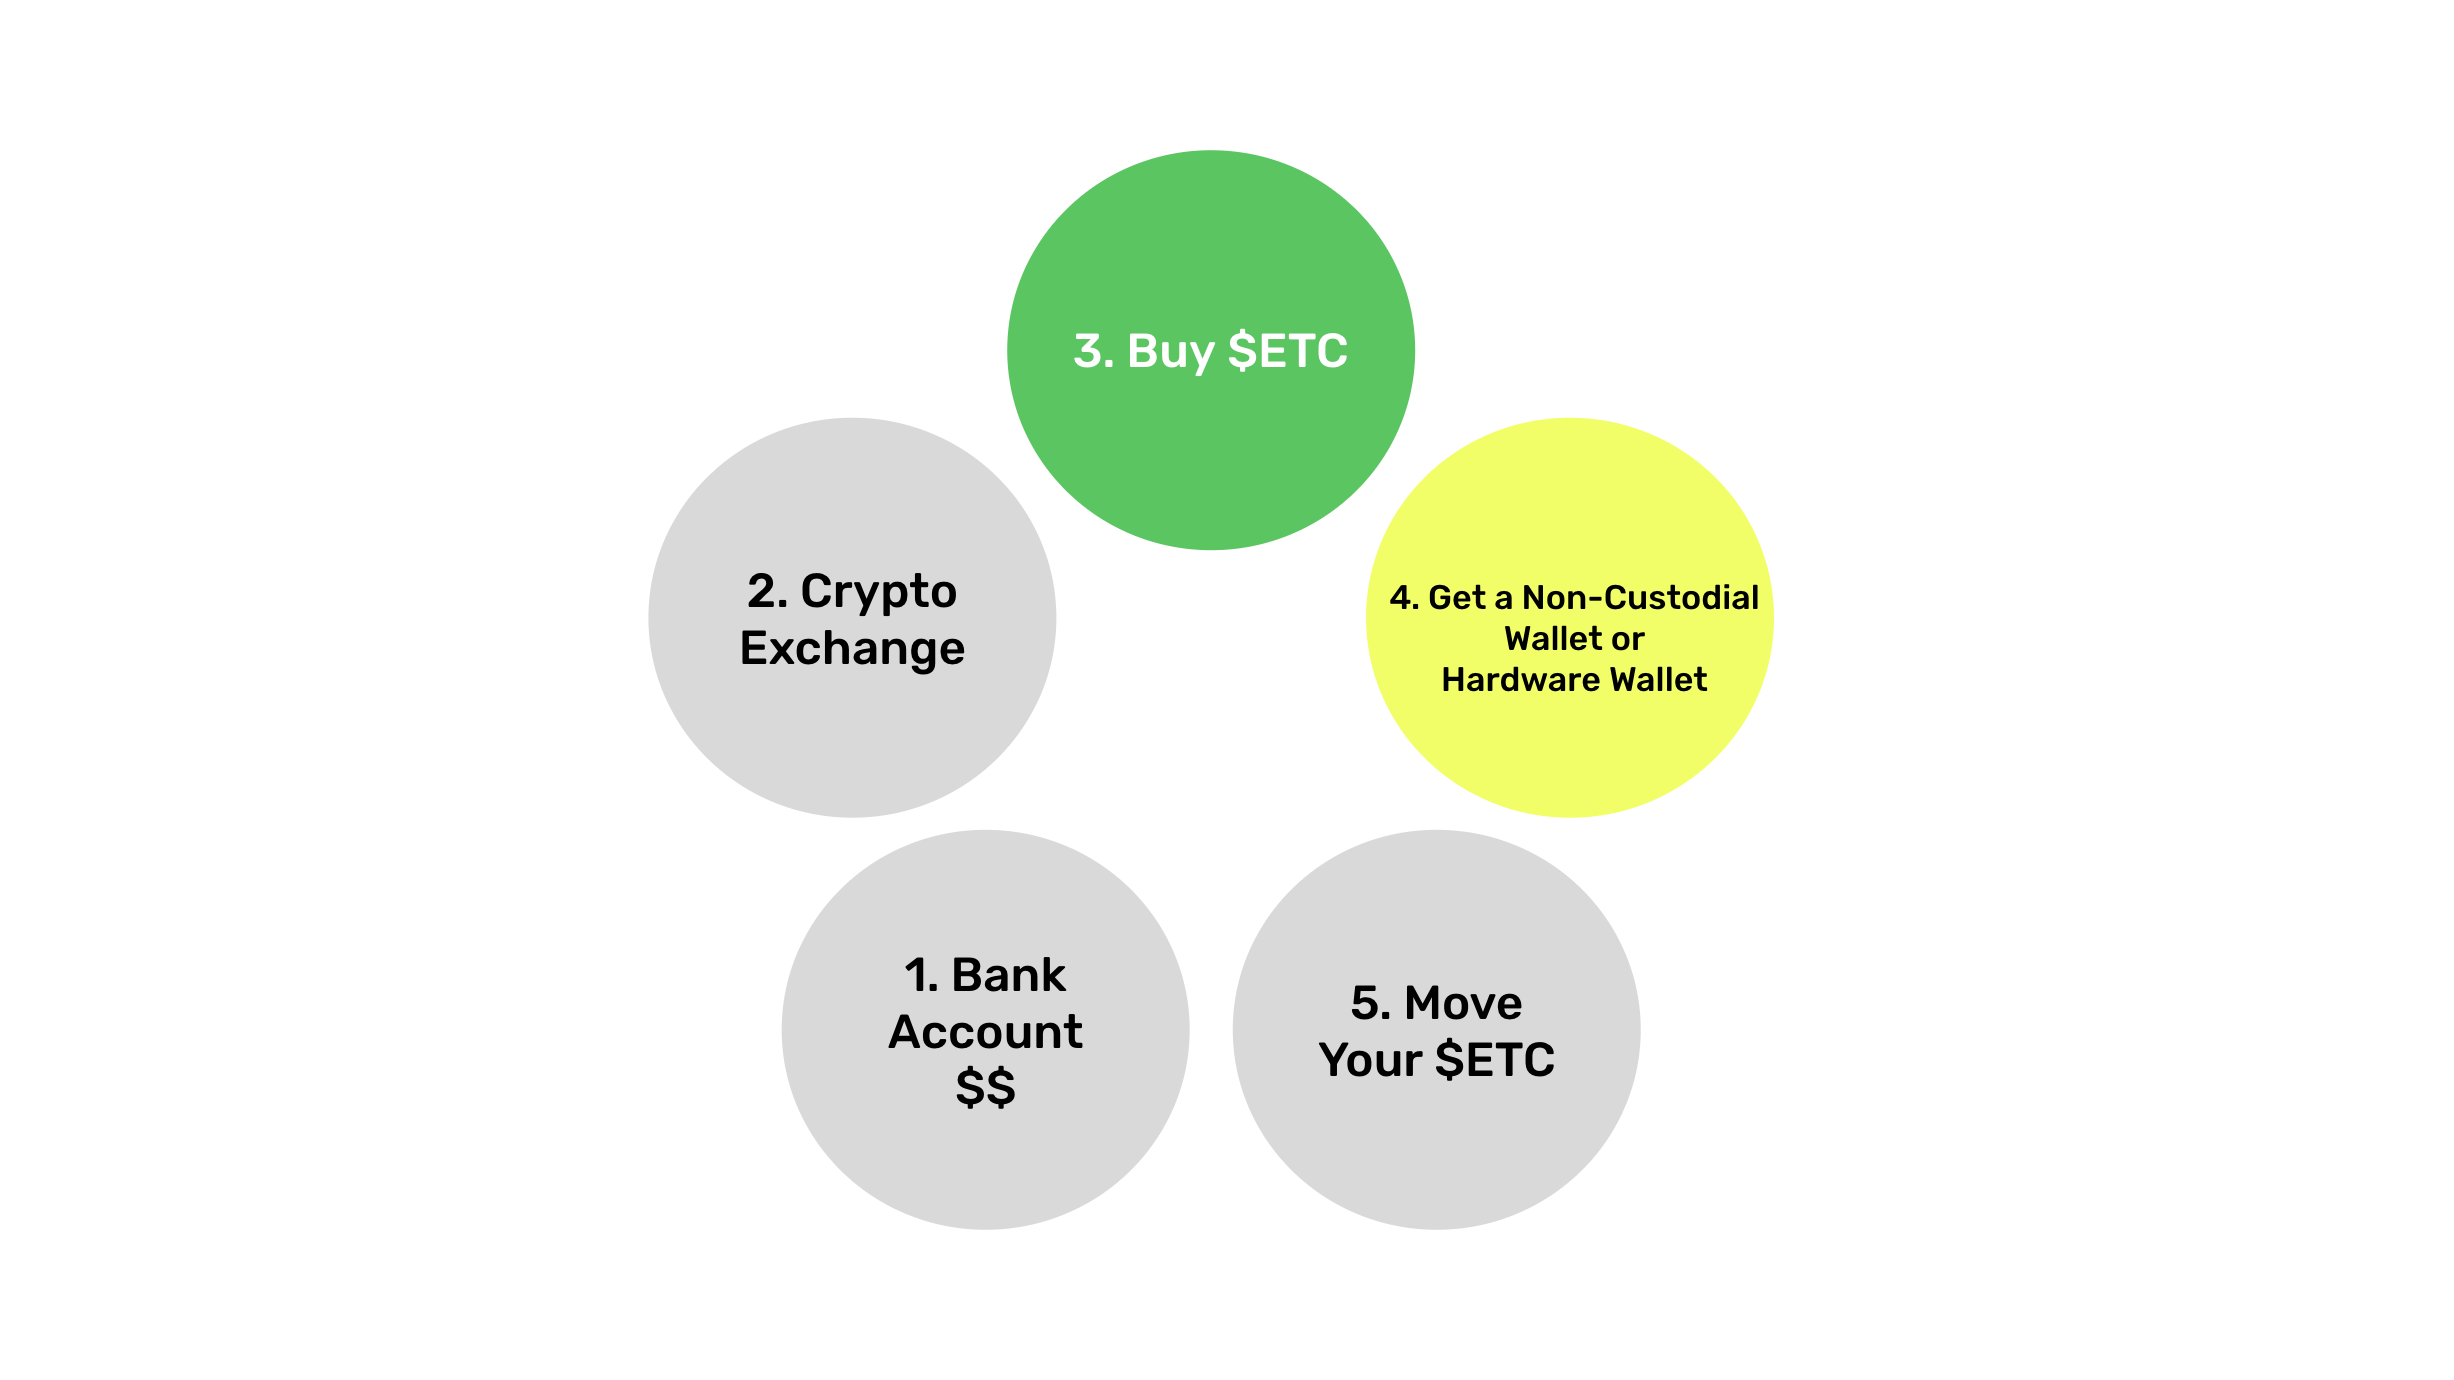 3. Buy $ETC
2. Crypto
Exchange
4. Get a Non-Custodial
Wallet or
Hardware Wallet
1. Bank
Account
$$
5. Move
Your $ETC